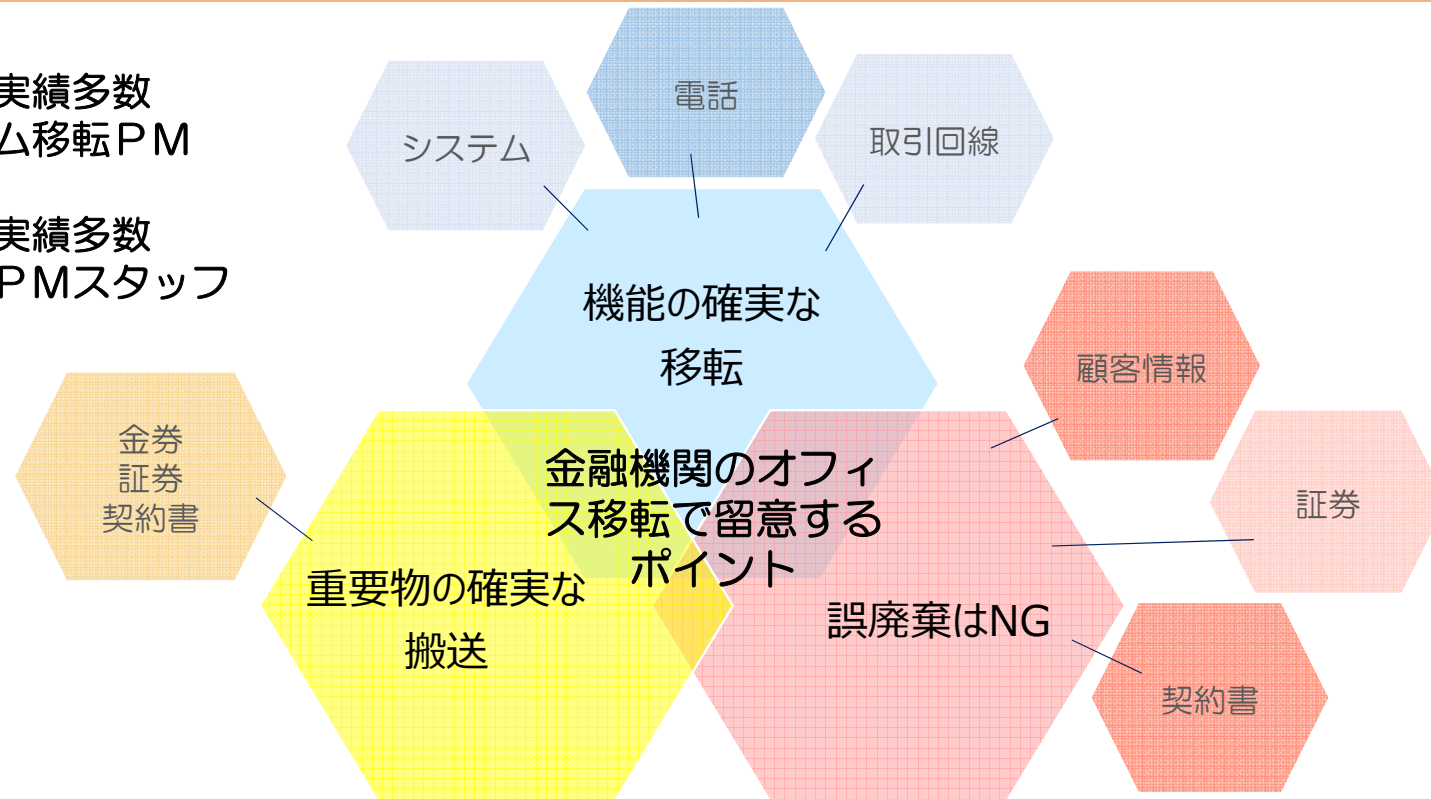 実績多数
ム移転ＰＭ
実績多数
ＰＭスタッフ
システム
電話
取引回線
機能の確実な
移転
顧客情報
証券
契約書
金券
証券
契約書
金融機関のオフィ
ス移転で留意する
ポイント
重要物の確実な
搬送
誤廃棄はNG